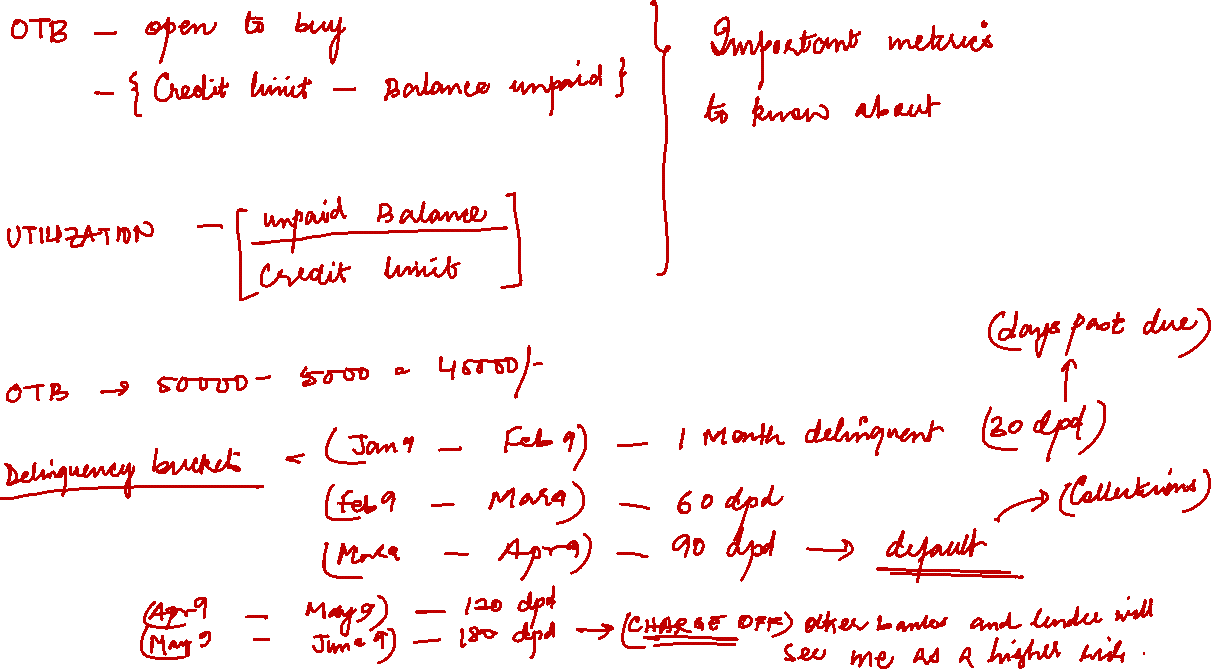 OTB - open to buy
- { Credit limit - Balance unpaid }
Important metrics
to know about
UTILIZATION - [ unpaid Balance
Credit limit ]
(days past due)
OTB → 50000 - 5000 = 45000/-
Delinquency buckets < (Jan 9 - Feb 9) - 1 Month delinquent (30 dpd)
(Feb 9 - Mar 9) - 60 dpd
(Collections)
(Mar 9 - Apr 9) - 90 dpd → default
(Apr 9 - May 9) - 120 dpd
(May 9 - June 9) - 180 dpd → (CHARGE OFF) other banks and lender will
see me as a higher risk.